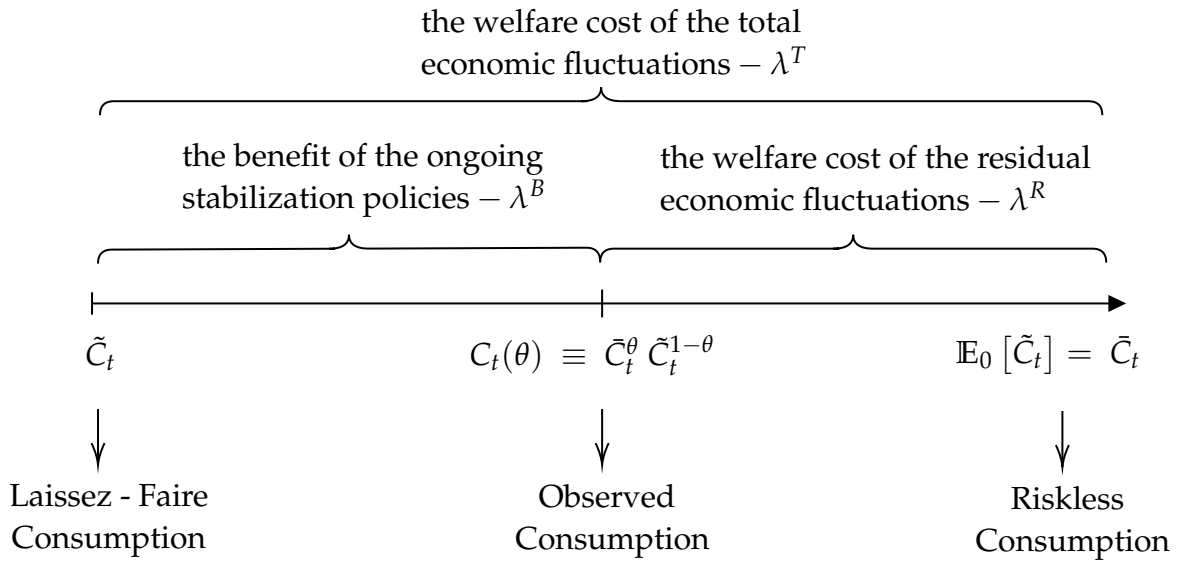 the welfare cost of the total
economic fluctuations – λ^T
the benefit of the ongoing
stabilization policies – λ^B
the welfare cost of the residual
economic fluctuations – λ^R
C̃_t
C_t(θ) ≡ C̄_t^θ C̃_t^{1−θ}
𝔼_0 [C̃_t] = C̄_t
Laissez - Faire
Consumption
Observed
Consumption
Riskless
Consumption